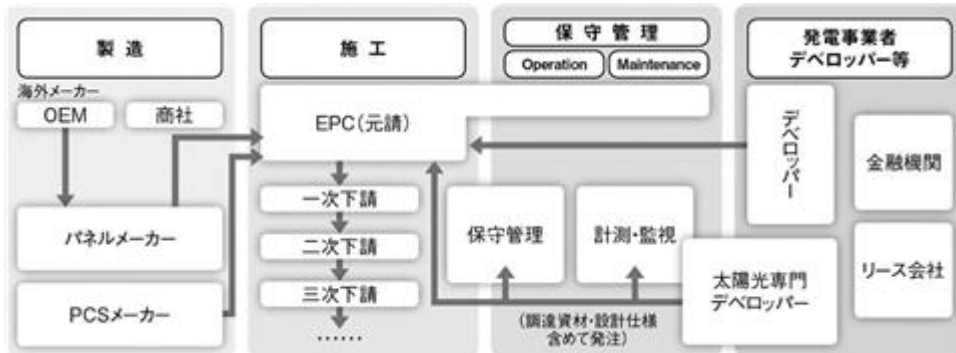 製造
海外メーカー
OEM
商社
パネルメーカー
PCSメーカー
施工
EPC（元請）
一次下請
二次下請
三次下請
……
保守管理
Operation
Maintenance
保守管理
計測・監視
（調達資材・設計仕様
含めて発注）
発電事業者
デベロッパー等
デベロッパー
金融機関
リース会社
太陽光専門
デベロッパー